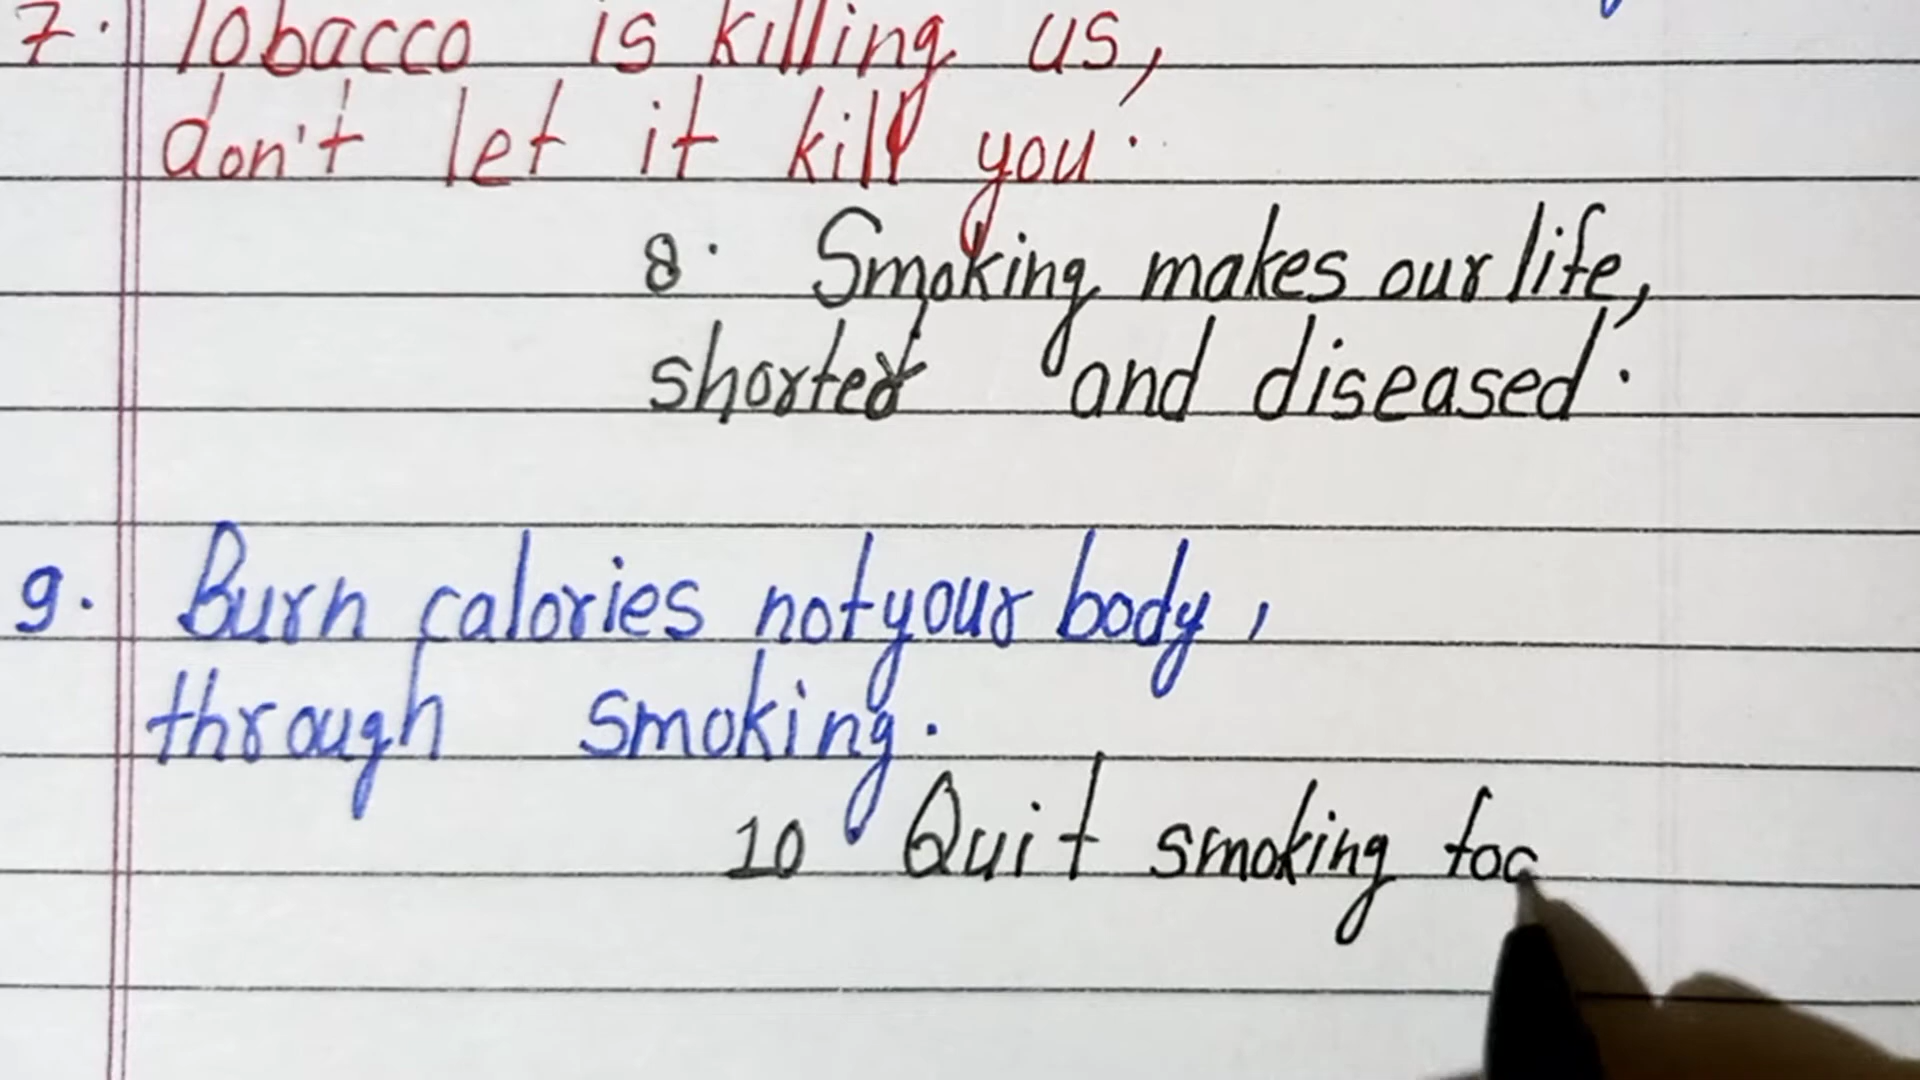 7. Tobacco is killing us,
don't let it kill you.
8. Smoking makes our life,
shorter and diseased.
9. Burn calories not your body,
through smoking.
10 Quit smoking